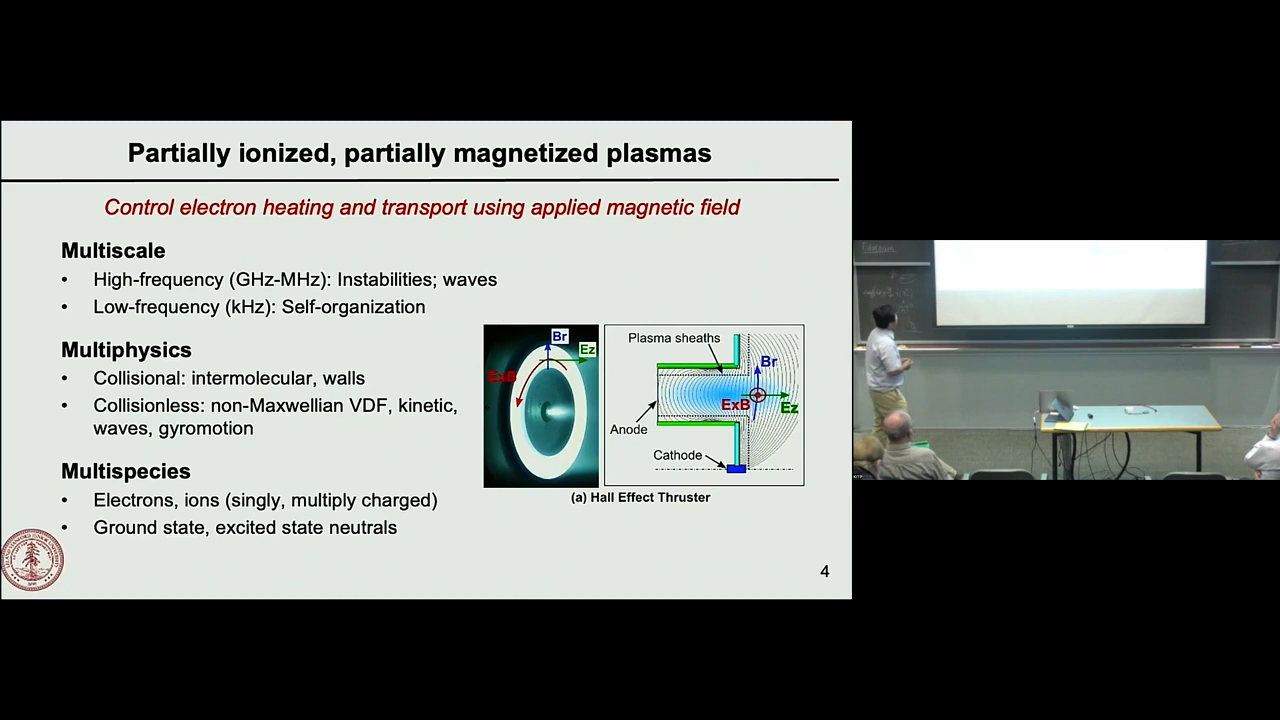 Partially ionized, partially magnetized plasmas
Control electron heating and transport using applied magnetic field
Multiscale
• High-frequency (GHz-MHz): Instabilities; waves
• Low-frequency (kHz): Self-organization
Multiphysics
• Collisional: intermolecular, walls
• Collisionless: non-Maxwellian VDF, kinetic,
waves, gyromotion
Multispecies
• Electrons, ions (singly, multiply charged)
• Ground state, excited state neutrals
Br
Ez
ExB
Plasma sheaths
Br
ExB
Ez
Anode
Cathode
(a) Hall Effect Thruster
4